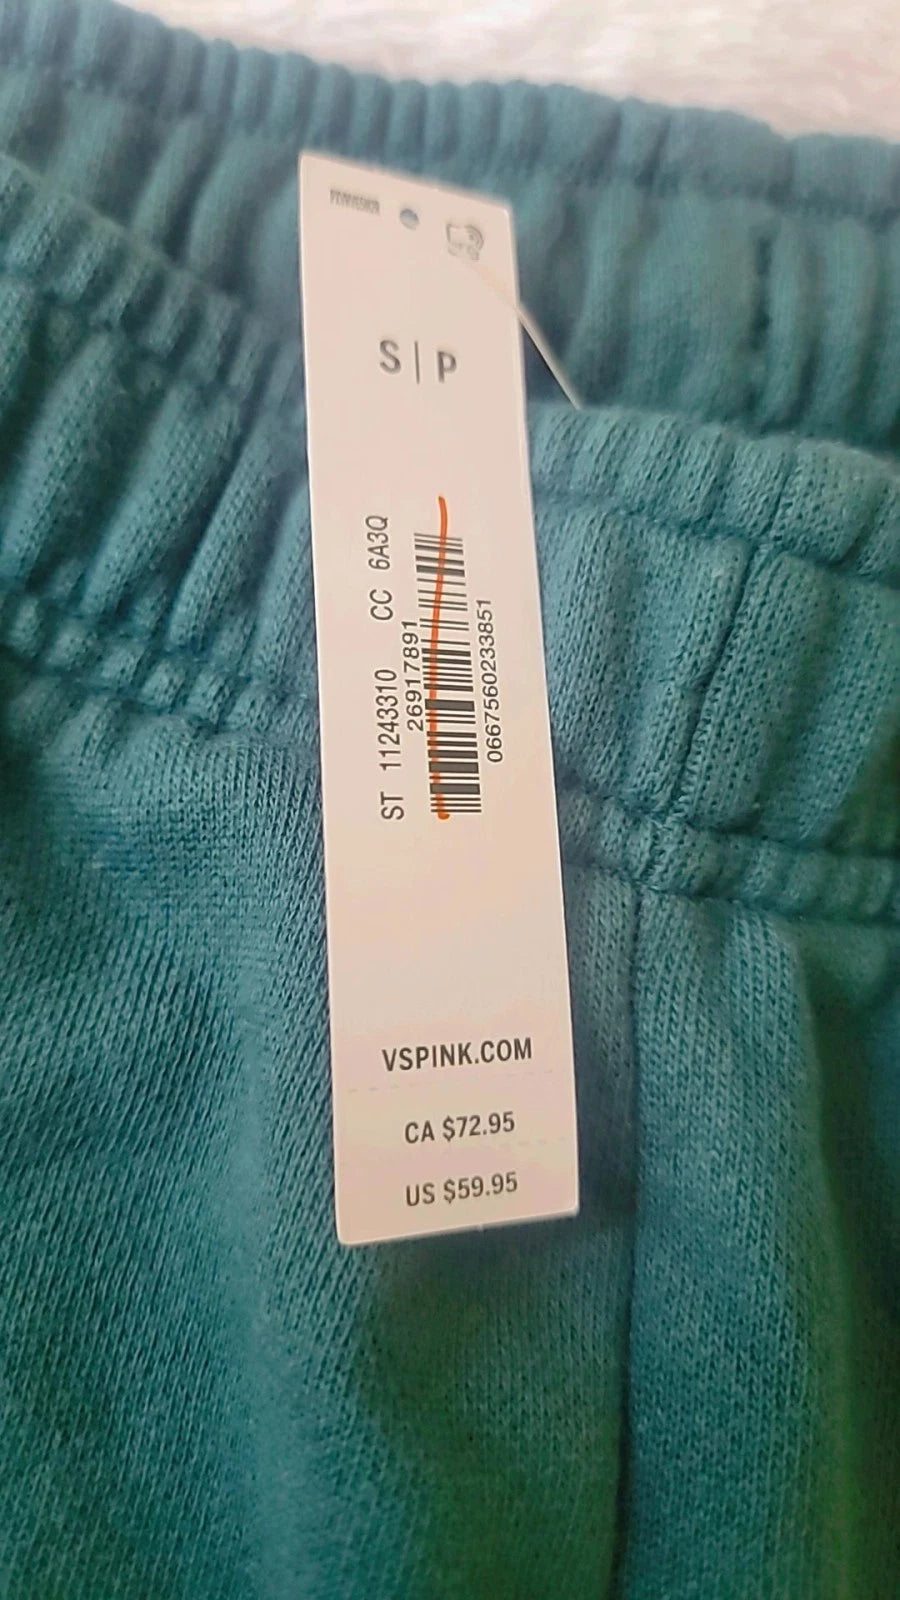 S | P
ST 11243310 CC 6A3Q
26917891
0667560233851
VSPINK.COM
CA $72.95
US $59.95